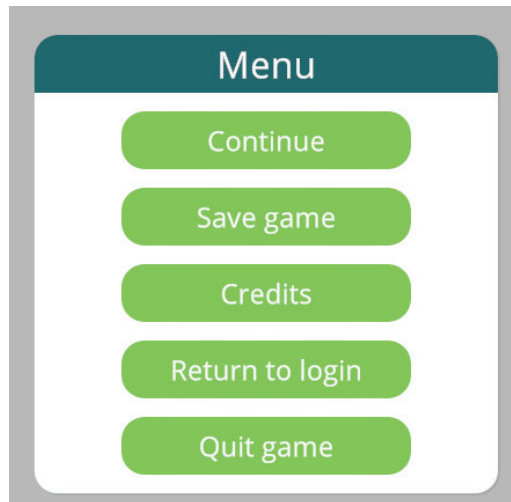 Menu
Continue
Save game
Credits
Return to login
Quit game